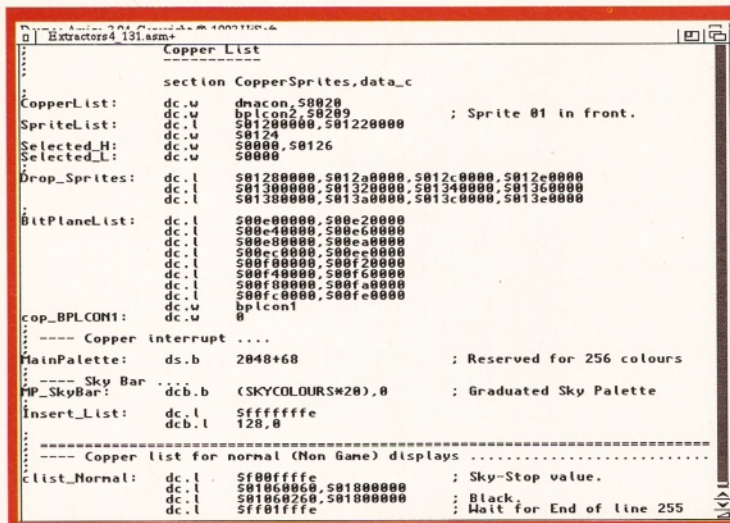 Extractors4_131.asm+
; Copper List
; -----------
;
; section CopperSprites,data_c
;
CopperList: dc.w dmacon,$8020
dc.w bplcon2,$0209 ; Sprite 01 in front.
SpriteList: dc.l $01200000,$01220000
dc.w $0124
Selected_H: dc.w $0000,$0126
Selected_L: dc.w $0000
;
Drop_Sprites: dc.l $01280000,$012a0000,$012c0000,$012e0000
dc.l $01300000,$01320000,$01340000,$01360000
dc.l $01380000,$013a0000,$013c0000,$013e0000
;
BitPlaneList: dc.l $00e00000,$00e20000
dc.l $00e40000,$00e60000
dc.l $00e80000,$00ea0000
dc.l $00ec0000,$00ee0000
dc.l $00f00000,$00f20000
dc.l $00f40000,$00f60000
dc.l $00f80000,$00fa0000
dc.l $00fc0000,$00fe0000
dc.w bplcon1
cop_BPLCON1: dc.w 0
;
; ---- Copper interrupt ....
;
MainPalette: ds.b 2048+68 ; Reserved for 256 colours
;
; ---- Sky Bar ....
MP_SkyBar: dcb.b (SKYCOLOURS*20),0 ; Graduated Sky Palette
;
Insert_List: dc.l $fffffffe
dcb.l 128,0
;
; ======================================================================
; ---- Copper list for normal (Non Game) displays ...........................
;
clist_Normal: dc.l $f00ffffe ; Sky-Stop value.
dc.l $01060060,$01800000
dc.l $01060260,$01800000 ; Black.
dc.l $ff01fffe ; Wait for End of line 255